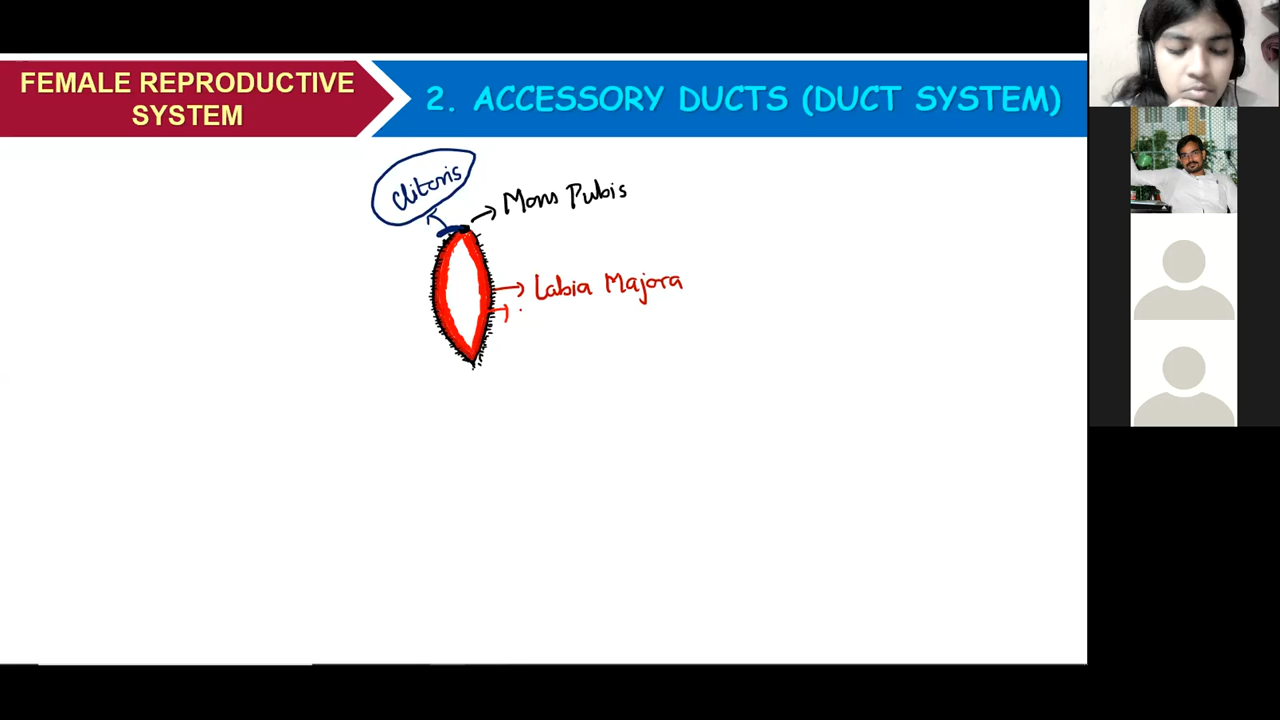 FEMALE REPRODUCTIVE
SYSTEM
2. ACCESSORY DUCTS (DUCT SYSTEM)
clitoris
Mons Pubis
Labia Majora